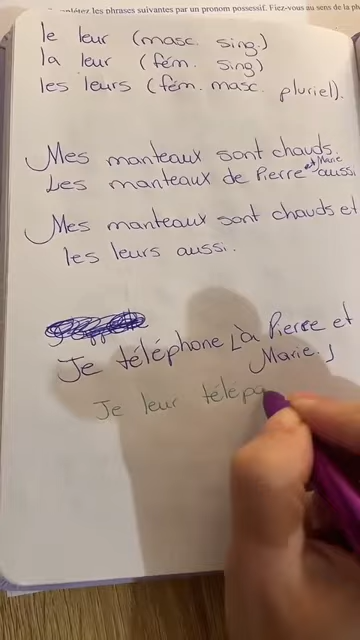 complétez les phrases suivantes par un pronom possessif. Fiez-vous au sens de la
le leur (masc. sing.)
la leur (fém. sing)
les leurs (fém. masc. pluriel).
Mes manteaux sont chauds.
Les manteaux de Pierre et Marie aussi
Mes manteaux sont chauds et
les leurs aussi.
Je téléphone [à Pierre et
Marie.]
Je leur télépa